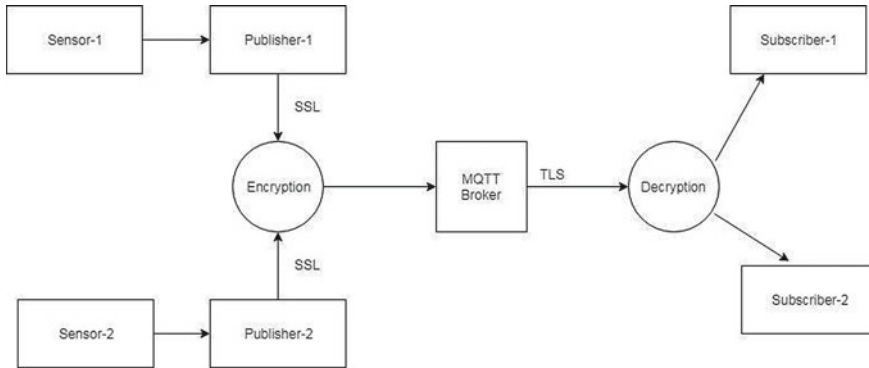 Sensor-1
Publisher-1
Subscriber-1
SSL
Encryption
MQTT
Broker
TLS
Decryption
SSL
Sensor-2
Publisher-2
Subscriber-2